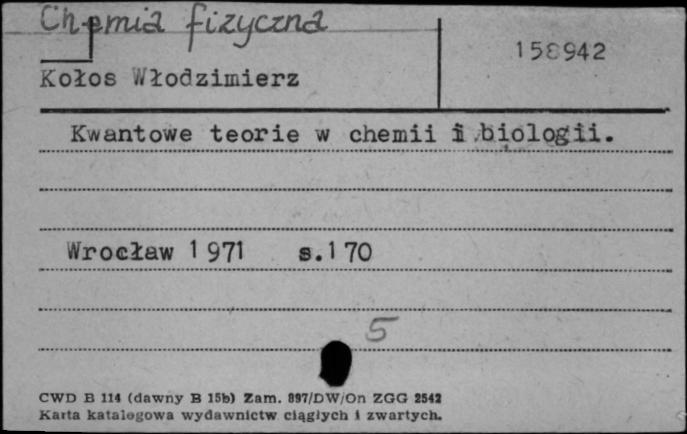 Chemia fizyczna
158942
Kołos Włodzimierz
Kwantowe teorie w chemii i biologii.
Wrocław 1971 s.170
5
CWD B 114 (dawny B 15b) Zam. 897/DW/On ZGG 2542
Karta katalogowa wydawnictw ciągłych i zwartych.